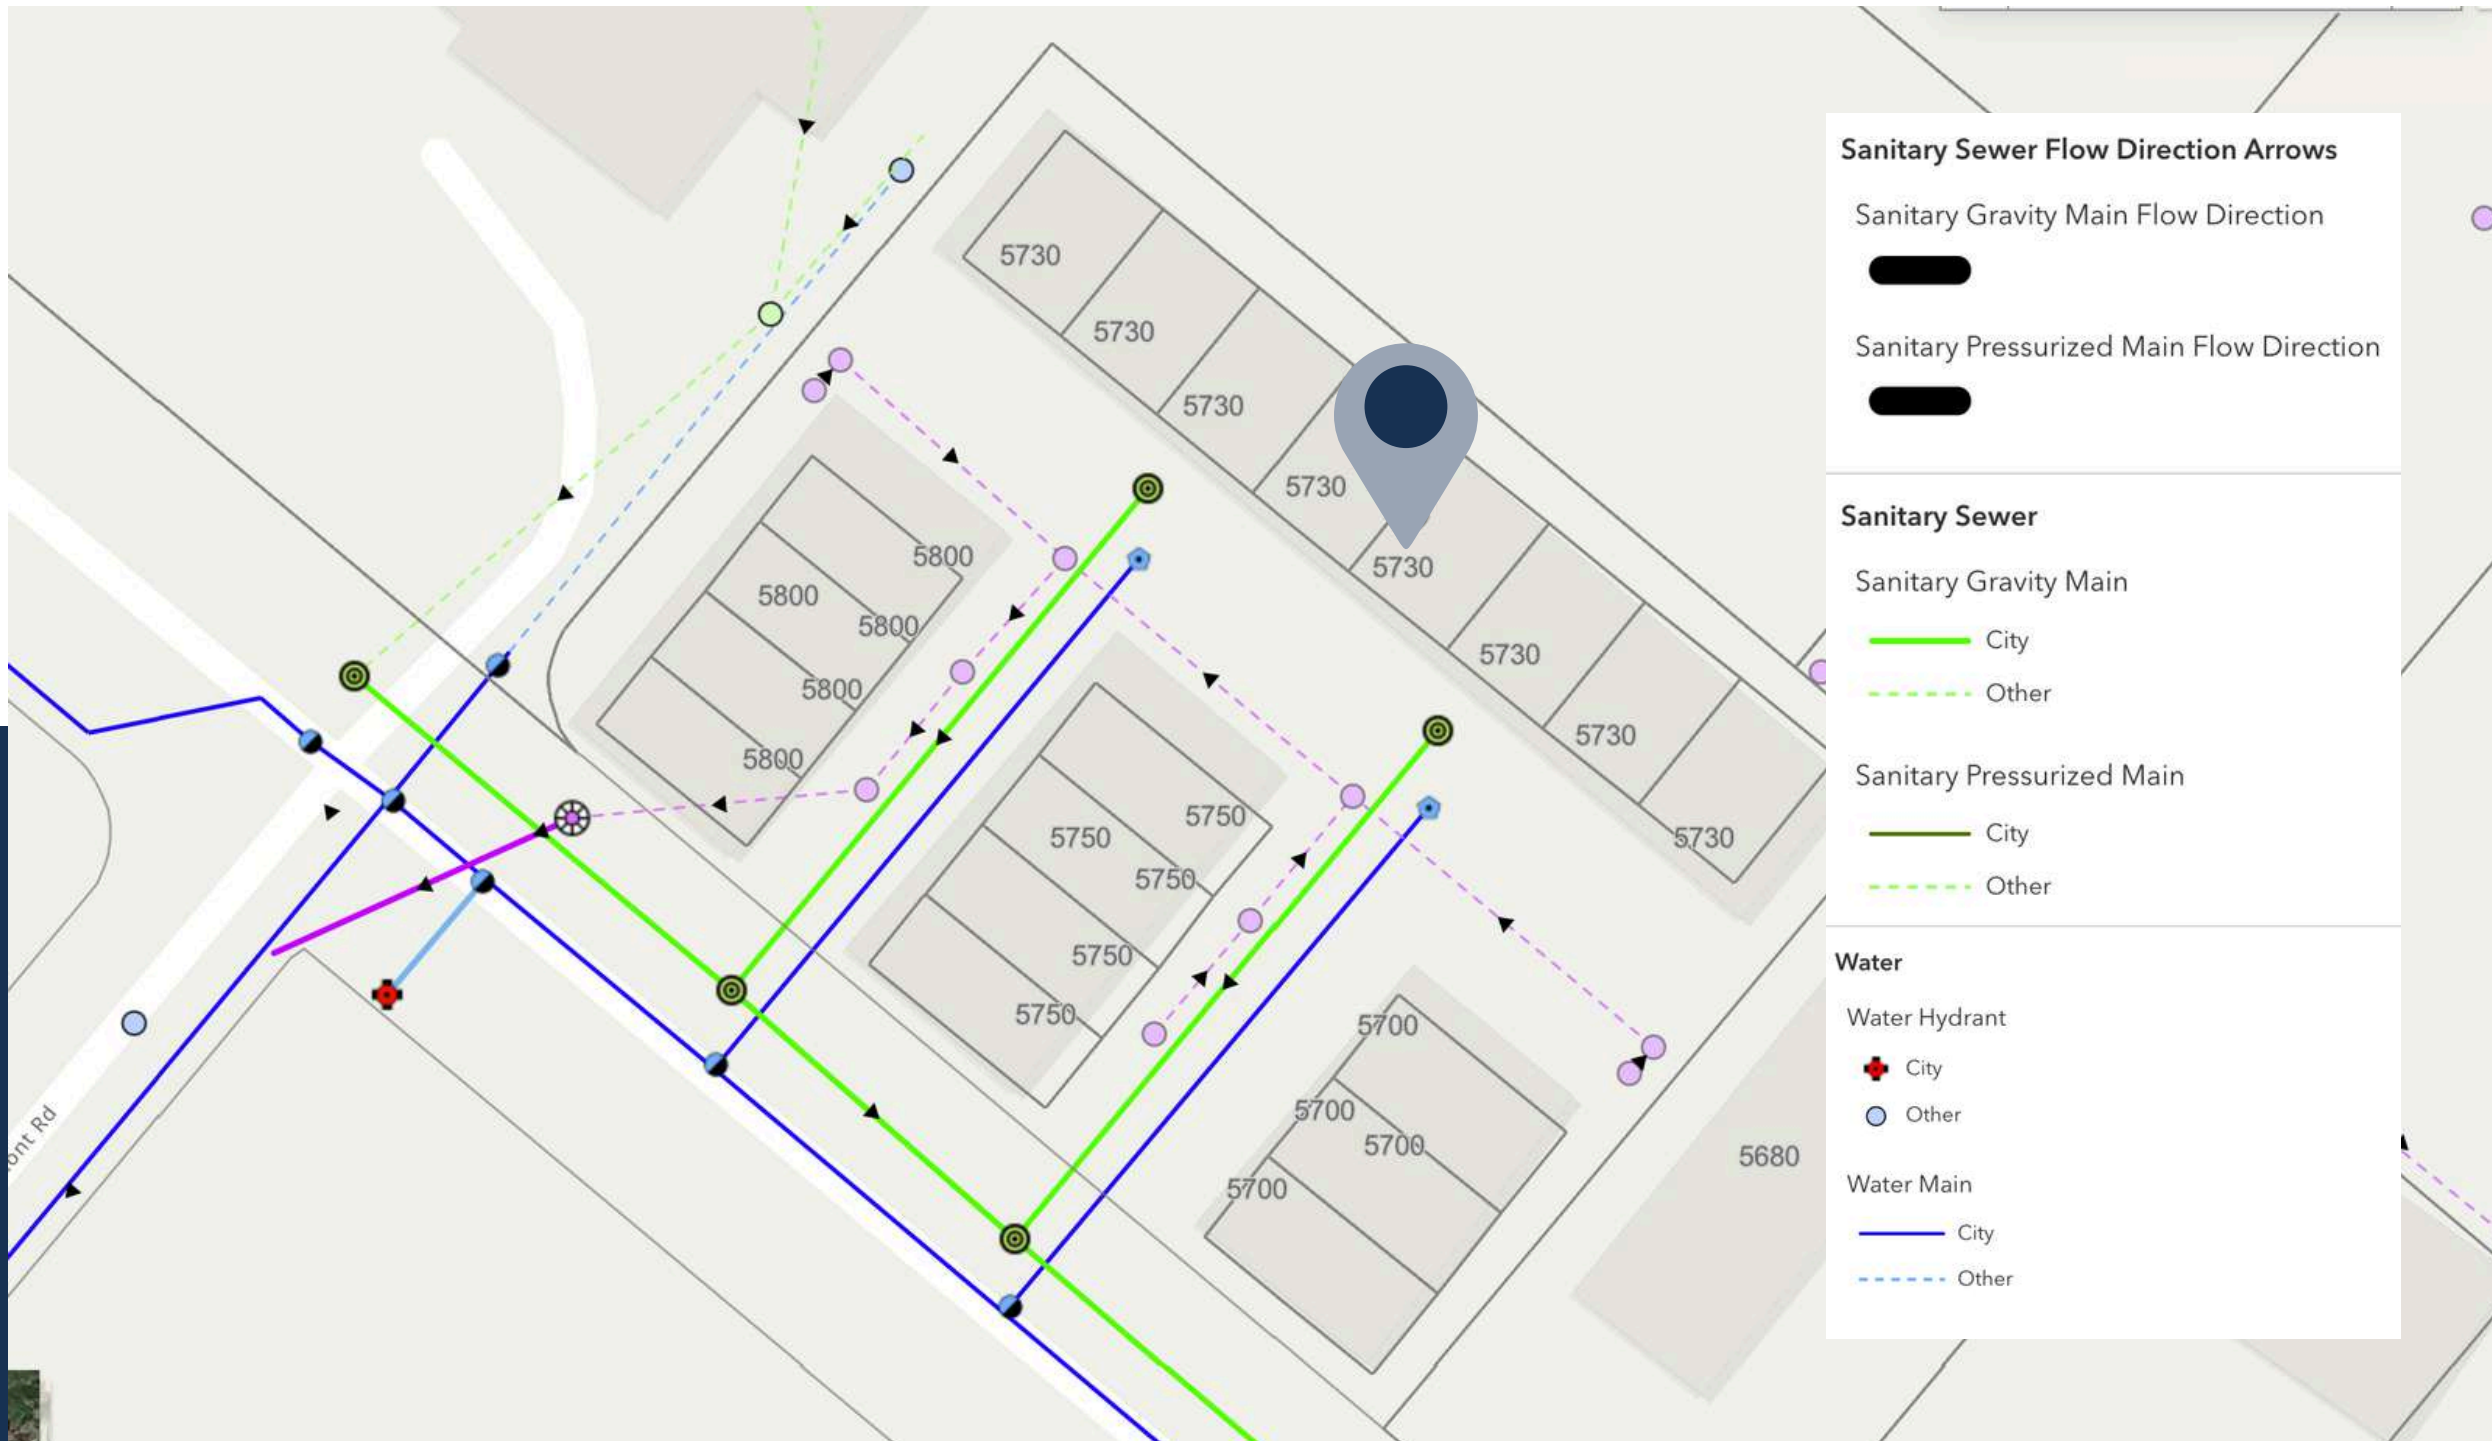 Sanitary Sewer Flow Direction Arrows
Sanitary Gravity Main Flow Direction
Sanitary Pressurized Main Flow Direction
Sanitary Sewer
Sanitary Gravity Main
City
Other
Sanitary Pressurized Main
City
Other
Water
Water Hydrant
City
Other
Water Main
City
Other
5730
5730
5730
5730
5730
5730
5730
5730
5800
5800
5800
5800
5800
5750
5750
5750
5750
5750
5700
5700
5700
5700
5680
ont Rd